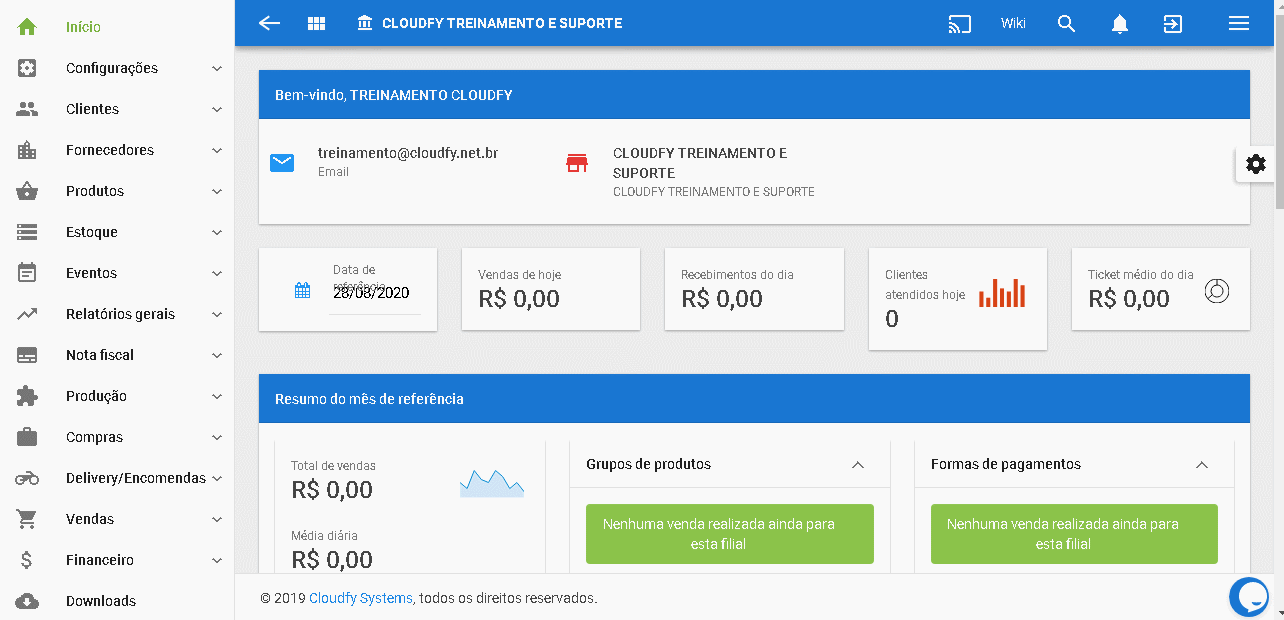 Início
Configurações
Clientes
Fornecedores
Produtos
Estoque
Eventos
Relatórios gerais
Nota fiscal
Produção
Compras
Delivery/Encomendas
Vendas
Financeiro
Downloads
CLOUDFY TREINAMENTO E SUPORTE
Wiki
Bem-vindo, TREINAMENTO CLOUDFY
treinamento@cloudfy.net.br
Email
CLOUDFY TREINAMENTO E
SUPORTE
CLOUDFY TREINAMENTO E SUPORTE
Data de
referência
28/08/2020
Vendas de hoje
R$ 0,00
Recebimentos do dia
R$ 0,00
Clientes
atendidos hoje
0
Ticket médio do dia
R$ 0,00
Resumo do mês de referência
Total de vendas
R$ 0,00
Média diária
R$ 0,00
Grupos de produtos
Nenhuma venda realizada ainda para
esta filial
Formas de pagamentos
Nenhuma venda realizada ainda para
esta filial
© 2019 Cloudfy Systems, todos os direitos reservados.